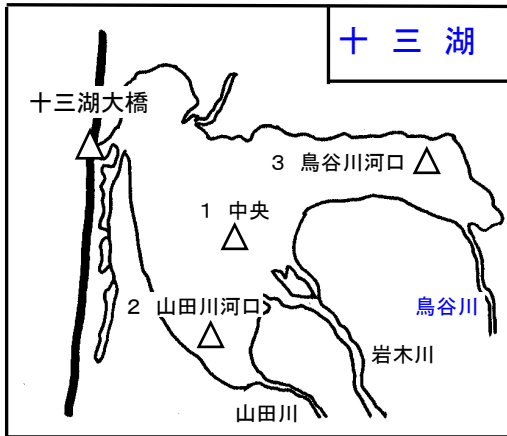 十三湖
十三湖大橋
3 鳥谷川河口
1 中央
2 山田川河口
鳥谷川
岩木川
山田川